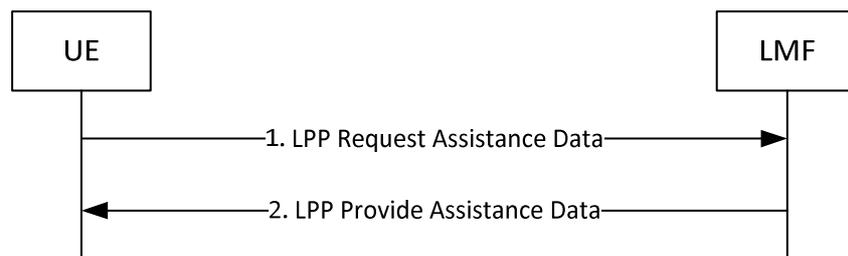 UE
LMF
1. LPP Request Assistance Data
2. LPP Provide Assistance Data